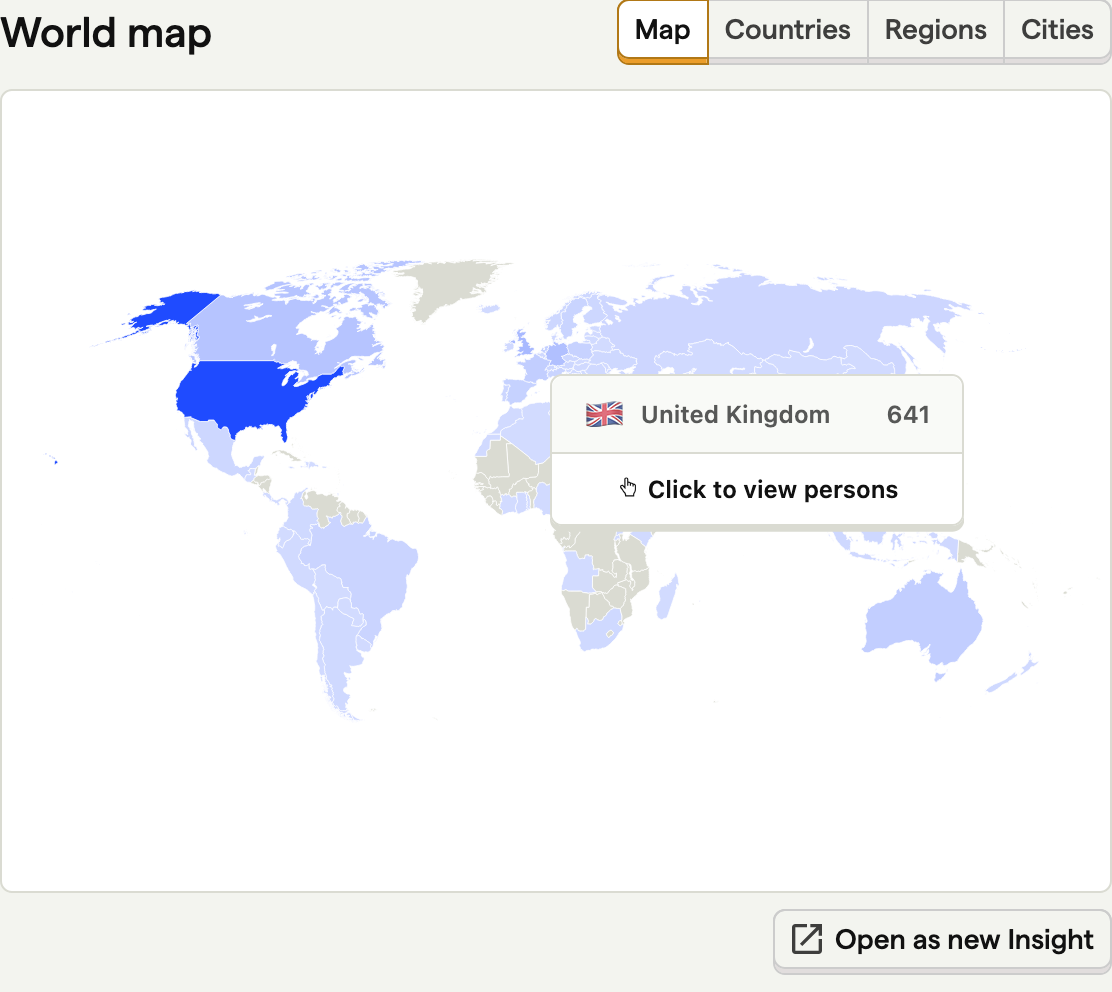 World map
Map
Countries
Regions
Cities
United Kingdom 641
Click to view persons
Open as new Insight